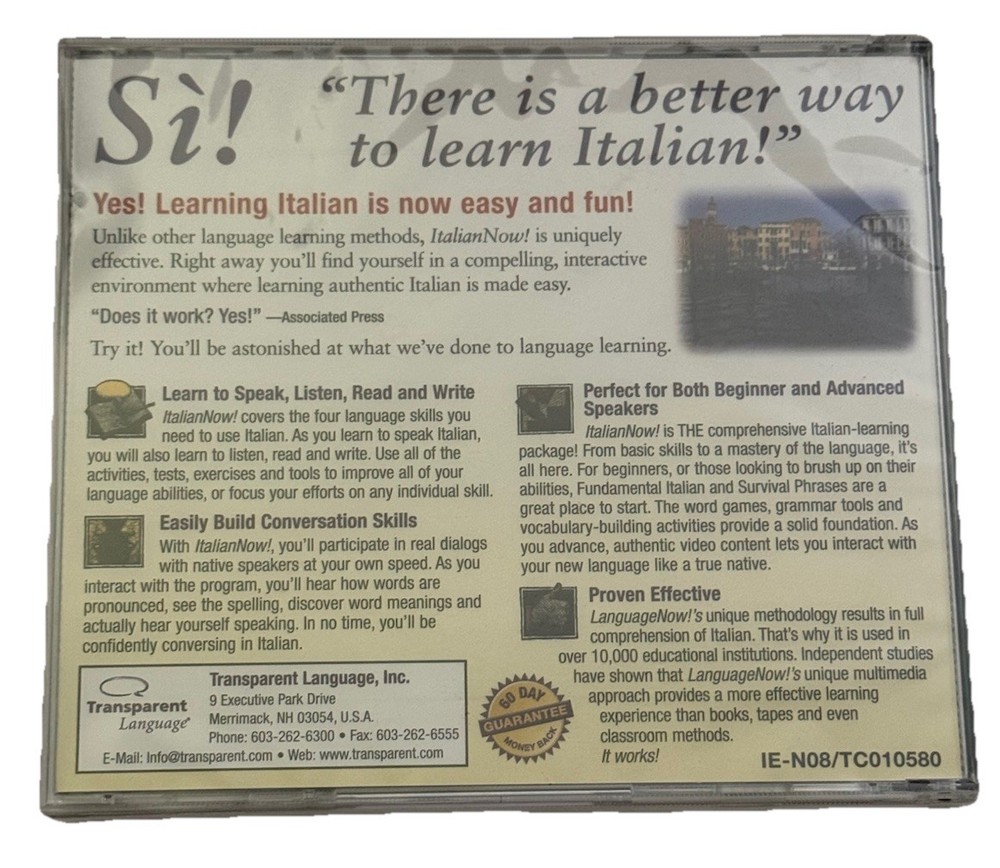 Sì!
“There is a better way
to learn Italian!”
Yes! Learning Italian is now easy and fun!
Unlike other language learning methods, ItalianNow! is uniquely
effective. Right away you’ll find yourself in a compelling, interactive
environment where learning authentic Italian is made easy.
“Does it work? Yes!” —Associated Press
Try it! You’ll be astonished at what we’ve done to language learning.
Learn to Speak, Listen, Read and Write
ItalianNow! covers the four language skills you
need to use Italian. As you learn to speak Italian,
you will also learn to listen, read and write. Use all of the
activities, tests, exercises and tools to improve all of your
language abilities, or focus your efforts on any individual skill.
Easily Build Conversation Skills
With ItalianNow!, you’ll participate in real dialogs
with native speakers at your own speed. As you
interact with the program, you’ll hear how words are
pronounced, see the spelling, discover word meanings and
actually hear yourself speaking. In no time, you’ll be
confidently conversing in Italian.
Perfect for Both Beginner and Advanced
Speakers
ItalianNow! is THE comprehensive Italian-learning
package! From basic skills to a mastery of the language, it’s
all here. For beginners, or those looking to brush up on their
abilities, Fundamental Italian and Survival Phrases are a
great place to start. The word games, grammar tools and
vocabulary-building activities provide a solid foundation. As
you advance, authentic video content lets you interact with
your new language like a true native.
Proven Effective
LanguageNow!’s unique methodology results in full
comprehension of Italian. That’s why it is used in
over 10,000 educational institutions. Independent studies
have shown that LanguageNow!’s unique multimedia
approach provides a more effective learning
experience than books, tapes and even
classroom methods.
It works!
Transparent
Language®
Transparent Language, Inc.
9 Executive Park Drive
Merrimack, NH 03054, U.S.A.
Phone: 603-262-6300 • Fax: 603-262-6555
E-Mail: Info@transparent.com • Web: www.transparent.com
60 DAY
GUARANTEE
MONEY BACK
IE-N08/TC010580